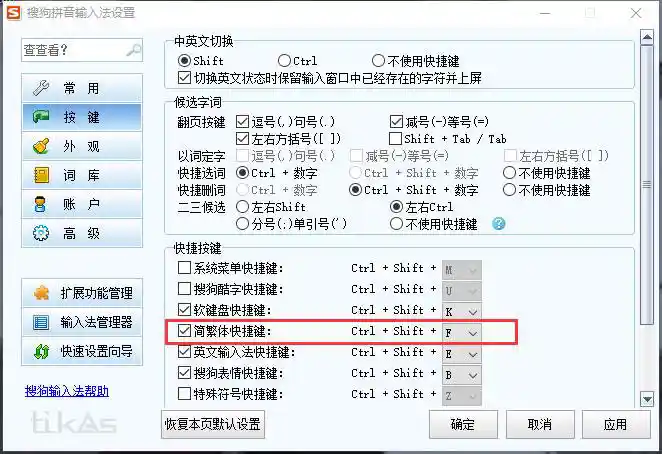 搜狗拼音输入法设置
查查看?
常 用
按 键
外 观
词 库
账 户
高 级
扩展功能管理
输入法管理器
快速设置向导
搜狗输入法帮助
tikAs
中英文切换
Shift Ctrl 不使用快捷键
切换英文状态时保留输入窗口中已经存在的字符并上屏
候选字词
翻页按键 逗号(,)句号(.) 减号(-)等号(=)
左右方括号([ ]) Shift + Tab / Tab
以词定字 逗号(,)句号(.) 减号(-)等号(=) 左右方括号([ ])
快捷选词 Ctrl + 数字 Ctrl + Shift + 数字 不使用快捷键
快捷删词 Ctrl + 数字 Ctrl + Shift + 数字 不使用快捷键
二三候选 左右Shift 左右Ctrl
分号(;)单引号(') 不使用快捷键 ?
快捷按键
系统菜单快捷键: Ctrl + Shift + M
搜狗酷字快捷键: Ctrl + Shift + U
软键盘快捷键: Ctrl + Shift + K
简繁体快捷键: Ctrl + Shift + F
英文输入法快捷键: Ctrl + Shift + E
搜狗表情快捷键: Ctrl + Shift + B
特殊符号快捷键: Ctrl + Shift + Z
恢复本页默认设置 确定 取消 应用